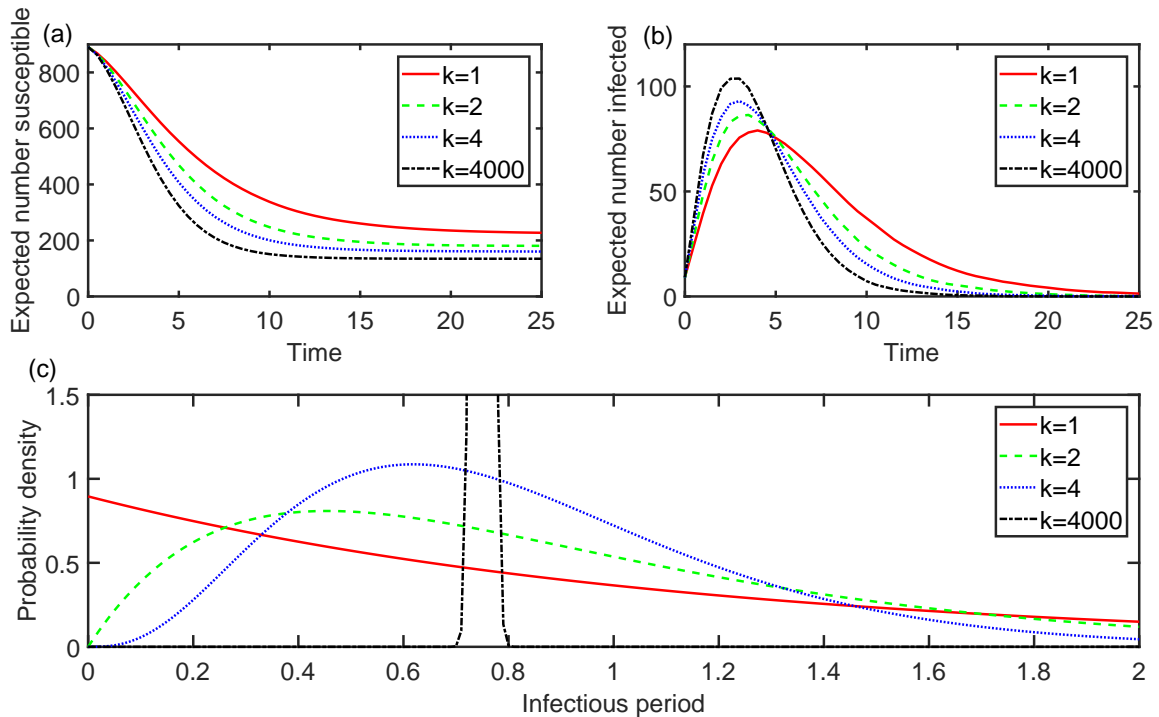 (a)
Expected number susceptible
800
600
400
200
0
0 5 10 15 20 25
Time
k=1
k=2
k=4
k=4000
(b)
Expected number infected
100
50
0
0 5 10 15 20 25
Time
k=1
k=2
k=4
k=4000
(c)
Probability density
1.5
1
0.5
0
0 0.2 0.4 0.6 0.8 1 1.2 1.4 1.6 1.8 2
Infectious period
k=1
k=2
k=4
k=4000